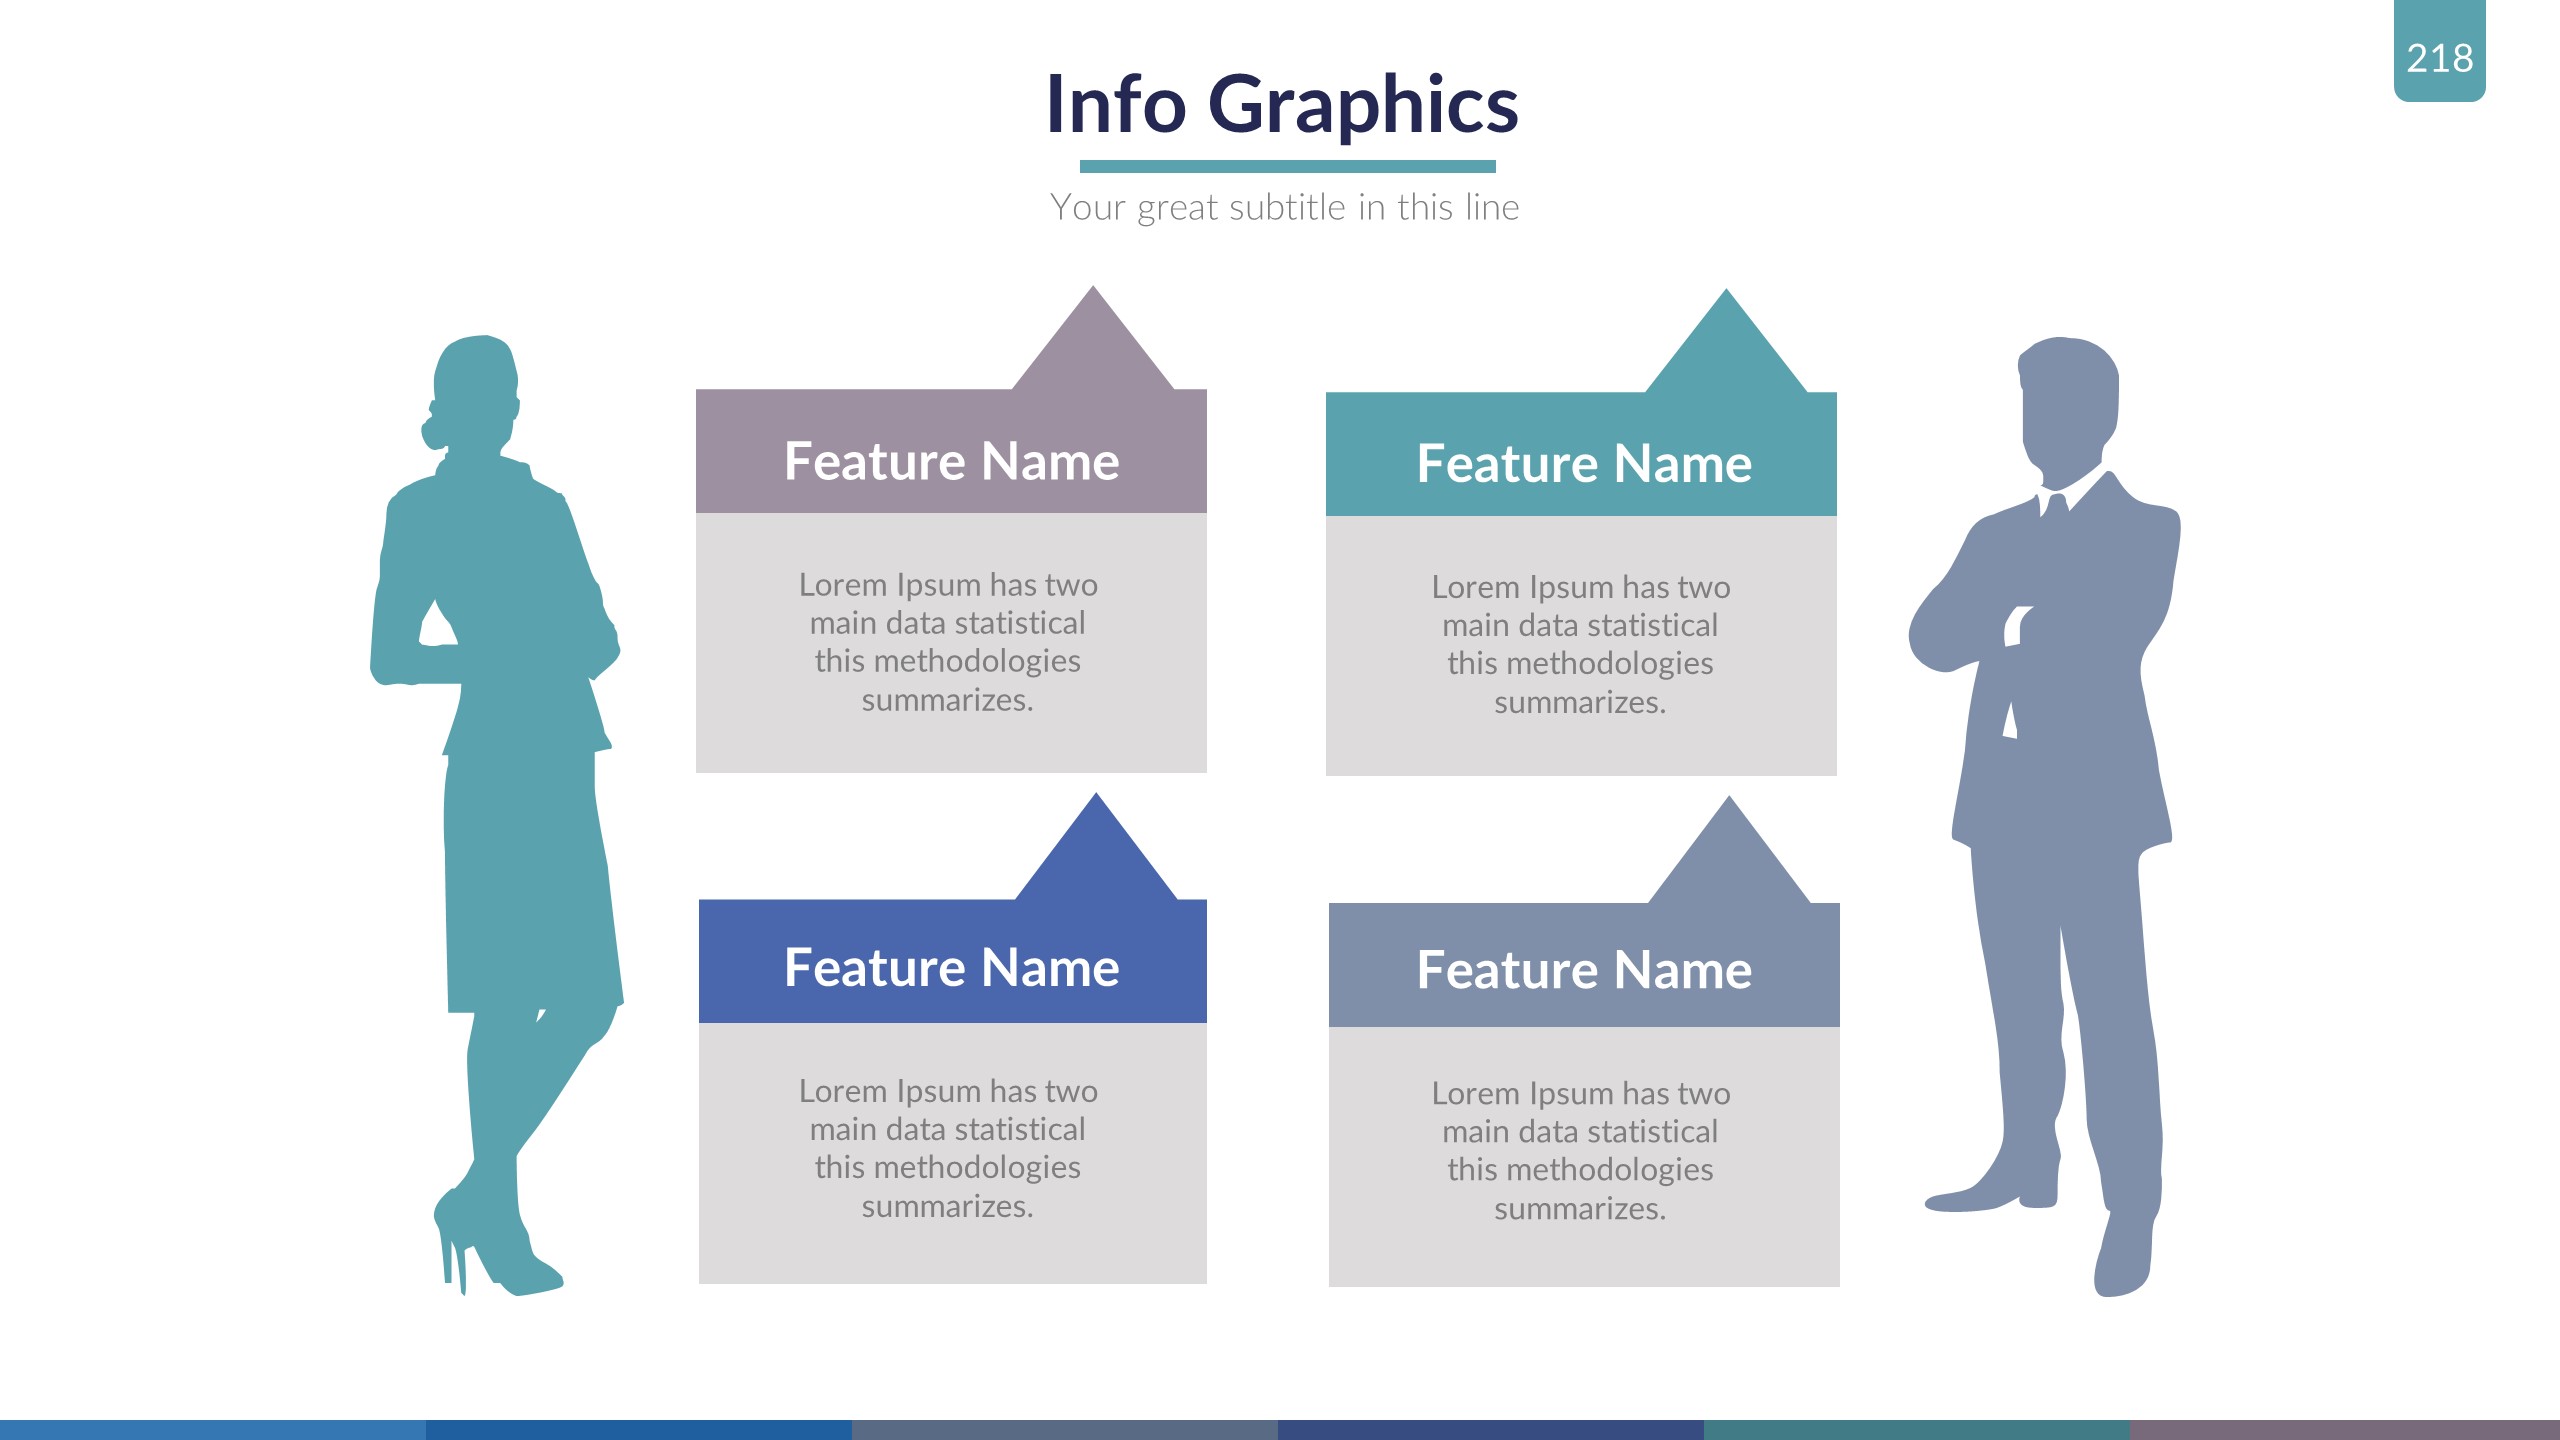 218
Info Graphics
Your great subtitle in this line
Feature Name
Lorem Ipsum has two
main data statistical
this methodologies
summarizes.
Feature Name
Lorem Ipsum has two
main data statistical
this methodologies
summarizes.
Feature Name
Lorem Ipsum has two
main data statistical
this methodologies
summarizes.
Feature Name
Lorem Ipsum has two
main data statistical
this methodologies
summarizes.